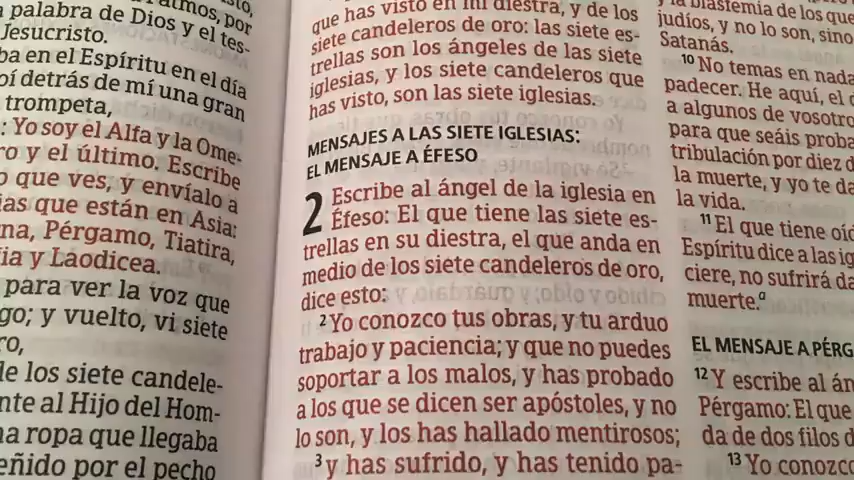 palabra de Dios y el tes-
Jesucristo.
en el Espíritu en el día
detrás de mí una gran
trompeta,
: Yo soy el Alfa y la Ome-
y el último. Escribe
que ves, y envíalo a
que están en Asia:
Pérgamo, Tiatira,
y Laodicea.
para ver la voz que
y vuelto, vi siete
de los siete candele-
al Hijo del Hom-
ropa que llegaba
por el pecho
que has visto en mi diestra, y de los
siete candeleros de oro: las siete es-
trellas son los ángeles de las siete
iglesias, y los siete candeleros que
has visto, son las siete iglesias.
MENSAJES A LAS SIETE IGLESIAS:
EL MENSAJE A ÉFESO
2 Escribe al ángel de la iglesia en
Éfeso: El que tiene las siete es-
trellas en su diestra, el que anda en
medio de los siete candeleros de oro,
dice esto:
2 Yo conozco tus obras, y tu arduo
trabajo y paciencia; y que no puedes
soportar a los malos, y has probado
a los que se dicen ser apóstoles, y no
lo son, y los has hallado mentirosos;
3 y has sufrido, y has tenido pa-
y la blasfemia de los que
judíos, y no lo son, sino
Satanás.
10 No temas en nada
padecer. He aquí, el
a algunos de vosotro
para que seáis proba
tribulación por diez d
la muerte, y yo te da
la vida.
11 El que tiene oíd
Espíritu dice a las ig
ciere, no sufrirá da
muerte.a
EL MENSAJE A PÉRG
12 Y escribe al án
Pérgamo: El que
da de dos filos d
13 Yo conozc